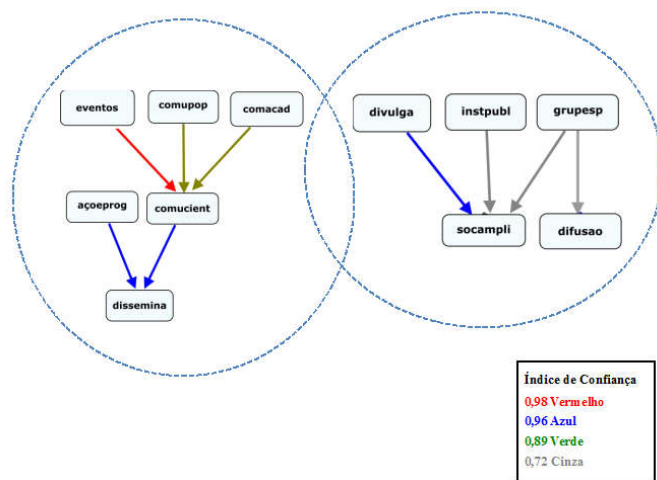 eventos
comupop
comacad
divulga
instpubl
grupesp
açoeprog
comucient
socampli
difusao
dissemina
Índice de Confiança
0,98 Vermelho
0,96 Azul
0,89 Verde
0,72 Cinza